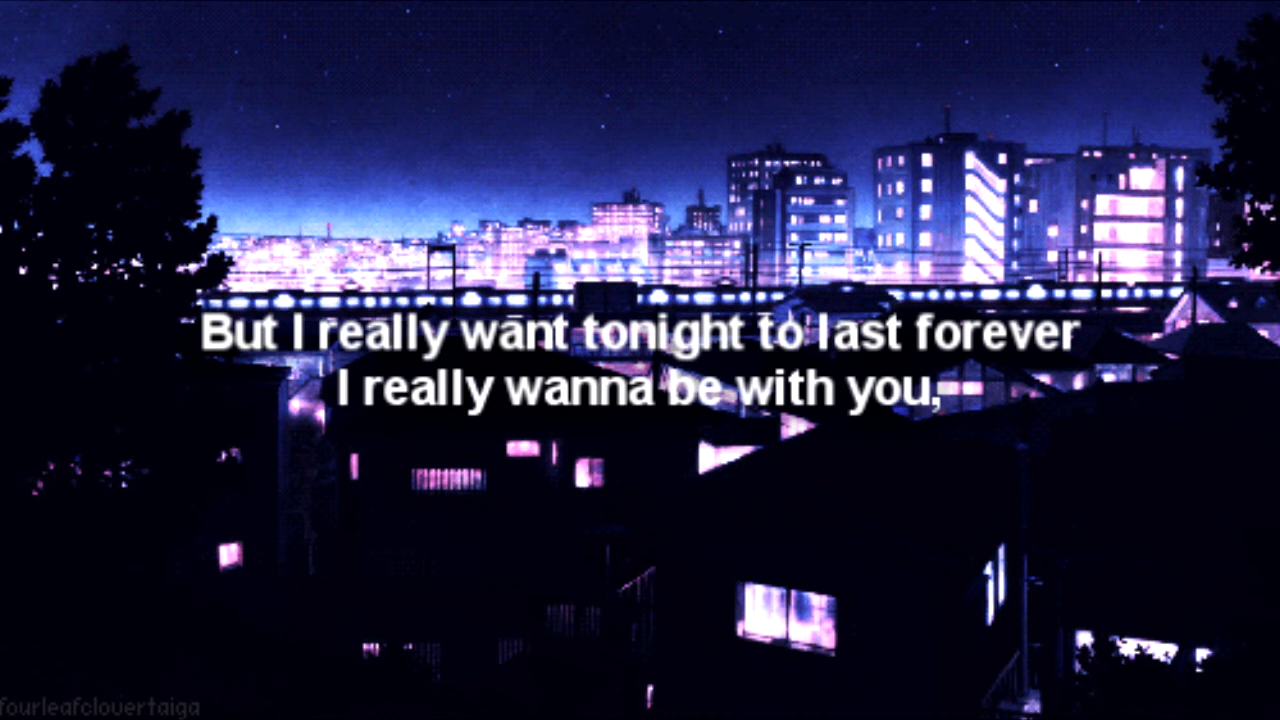 But I really want tonight to last forever
I really wanna be with you,
fourleafclovertaiga